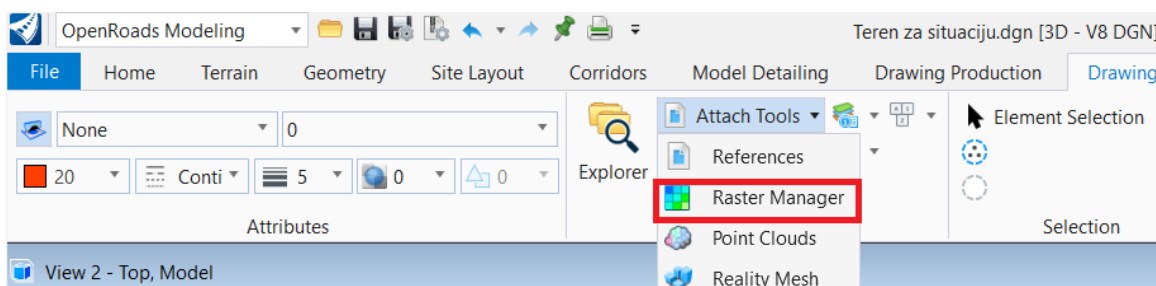 OpenRoads Modeling
Teren za situaciju.dgn [3D - V8 DGN]
File Home Terrain Geometry Site Layout Corridors Model Detailing Drawing Production Drawing
None 0 Attach Tools Element Selection
20 Conti 5 0 0 Explorer References
Raster Manager
Attributes Point Clouds Selection
View 2 - Top, Model Reality Mesh